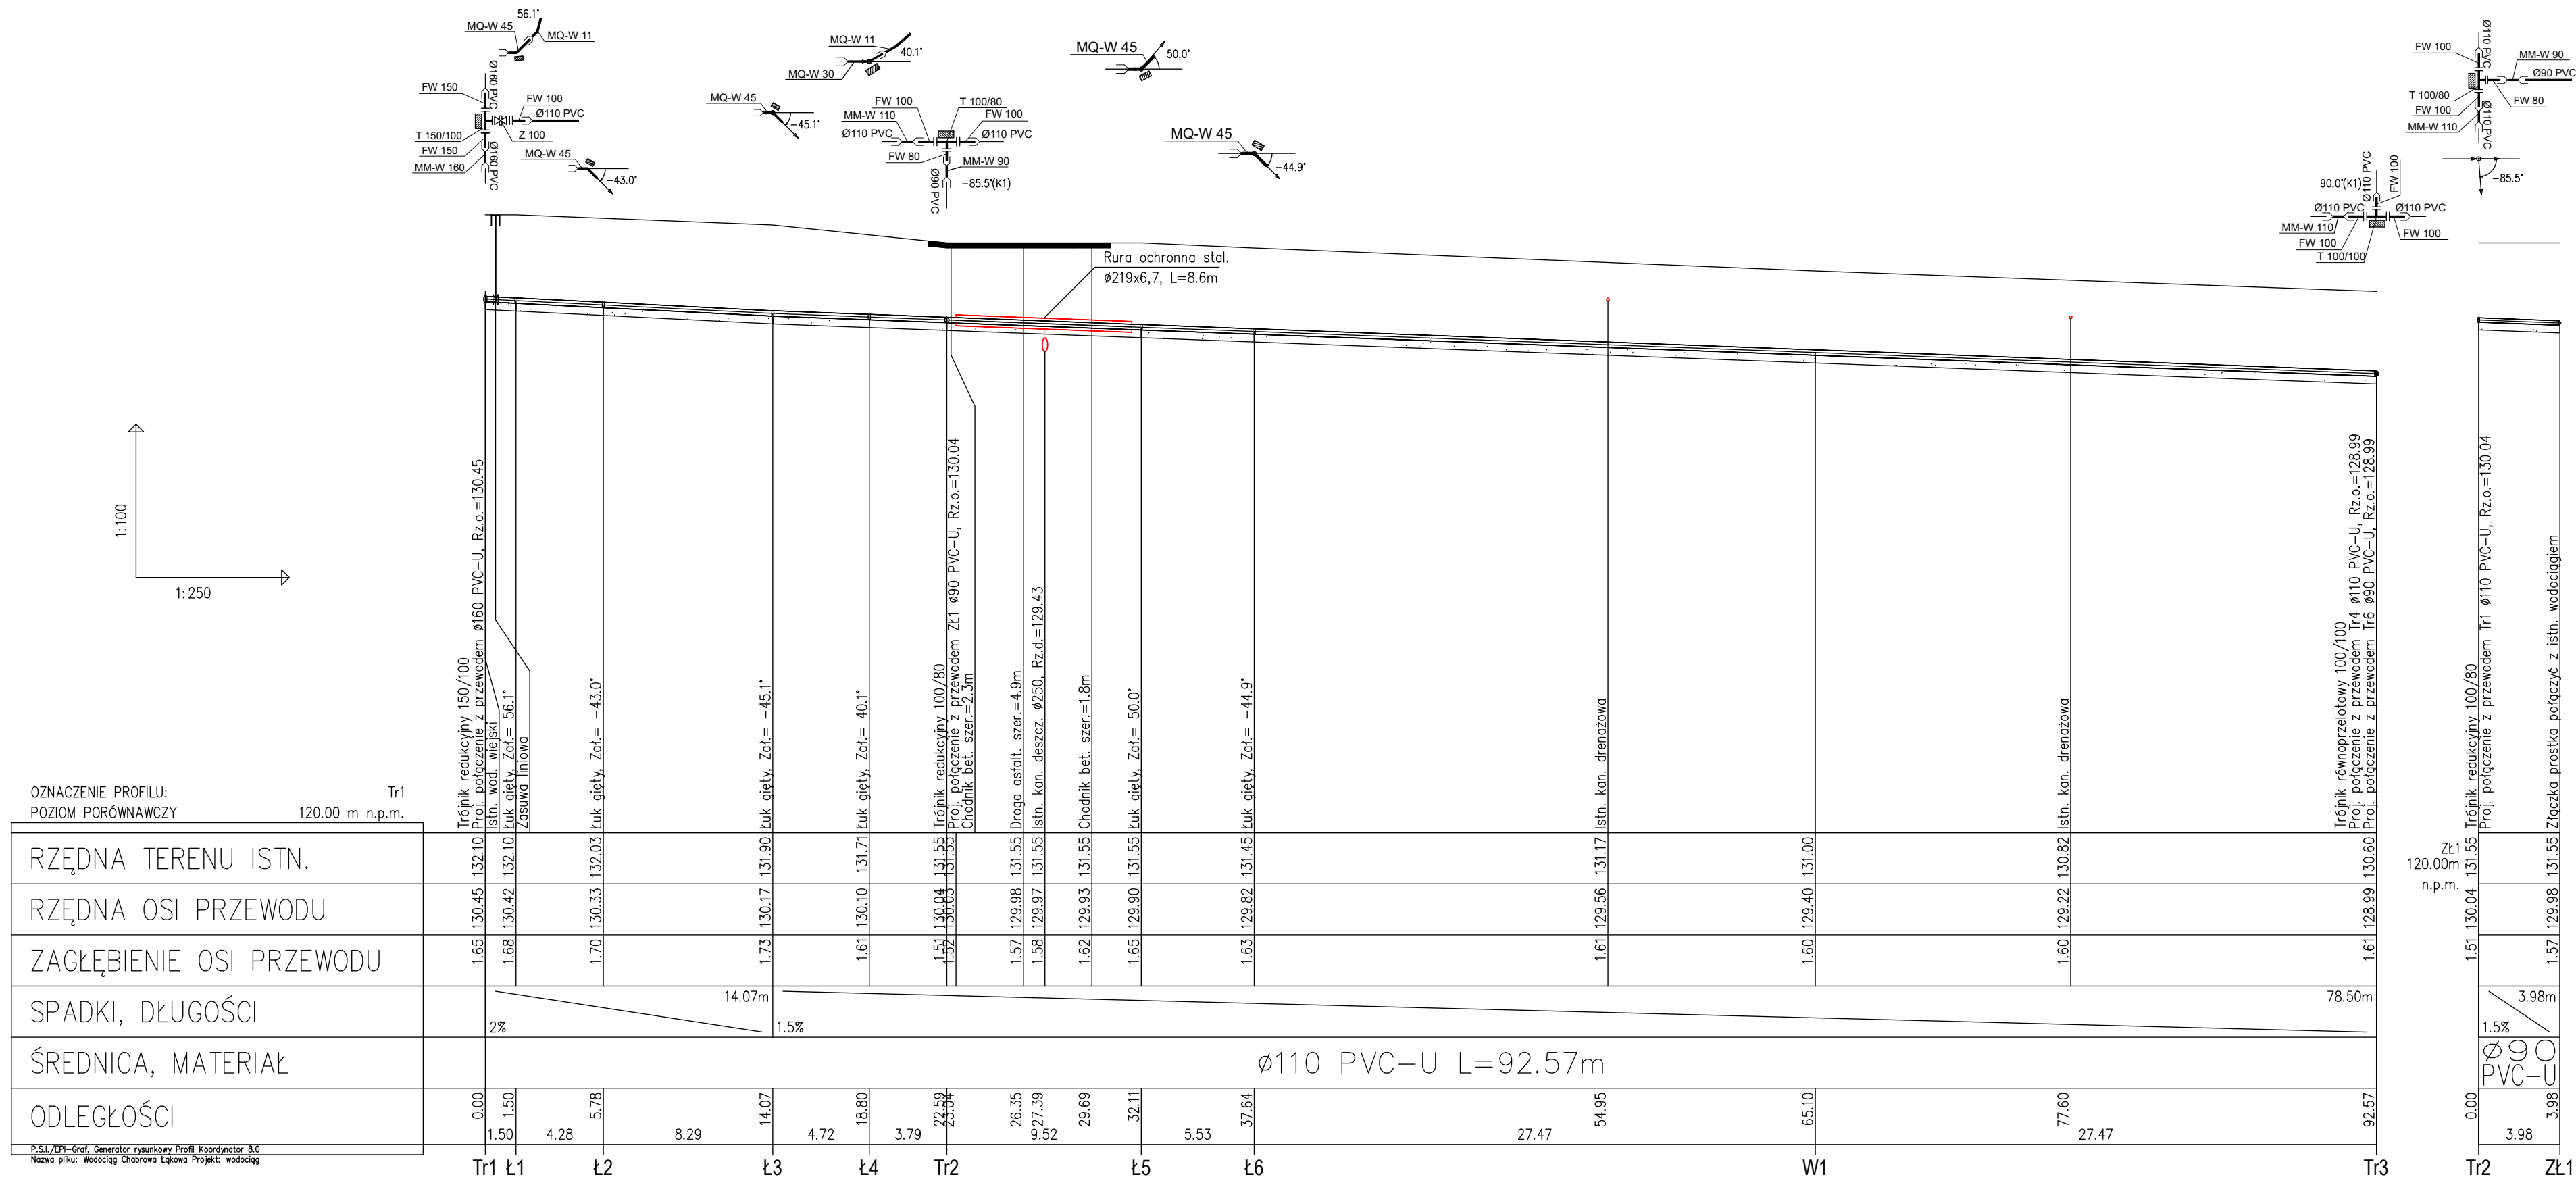 56.1°
MQ-W 45
MQ-W 11
Ø160 PVC
FW 150
FW 100
Ø110 PVC
T 150/100
Z 100
FW 150
MM-W 160
Ø160 PVC
MQ-W 45
-43.0°
MQ-W 11
40.1°
MQ-W 30
MQ-W 45
-45.1°
FW 100
T 100/80
MM-W 110
FW 100
Ø110 PVC
Ø110 PVC
FW 80
MM-W 90
Ø90 PVC
-85.5°(K1)
MQ-W 45
50.0°
MQ-W 45
-44.9°
Ø110 PVC
FW 100
MM-W 90
Ø90 PVC
T 100/80
FW 80
FW 100
Ø110 PVC
MM-W 110
-85.5°
90.0°(K1)
Ø110 PVC
FW 100
Ø110 PVC
Ø110 PVC
MM-W 110
FW 100
FW 100
T 100/100
Rura ochronna stal.
Ø219x6,7, L=8.6m
1:100
1:250
Trójnik redukcyjny 150/100
Proj. połączenie z przewodem Ø160 PVC-U, Rz.o.=130.45
Istn. wod. wiejski
Łuk gięty, Zał.= 56.1°
Zasuwa liniowa
Łuk gięty, Zał.= -43.0°
Łuk gięty, Zał.= -45.1°
Łuk gięty, Zał.= 40.1°
Trójnik redukcyjny 100/80
Proj. połączenie z przewodem ZŁ1 Ø90 PVC-U, Rz.o.=130.04
Chodnik bet. szer.=2.3m
Droga asfalt. szer.=4.9m
Istn. kan. deszcz. Ø250, Rz.d.=129.43
Chodnik bet. szer.=1.8m
Łuk gięty, Zał.= 50.0°
Łuk gięty, Zał.= -44.9°
Istn. kan. drenażowa
Istn. kan. drenażowa
Trójnik równoprzelotowy 100/100
Proj. połączenie z przewodem Tr4 Ø110 PVC-U, Rz.o.=128.99
Proj. połączenie z przewodem Tr6 Ø90 PVC-U, Rz.o.=128.99
Trójnik redukcyjny 100/80
Proj. połączenie z przewodem Tr1 Ø110 PVC-U, Rz.o.=130.04
Złączka prostka połączyć z istn. wodociągiem
OZNACZENIE PROFILU: Tr1
POZIOM PORÓWNAWCZY 120.00 m n.p.m.
RZĘDNA TERENU ISTN. 132.10 132.10 132.03 131.90 131.71 131.55 131.55 131.55 131.55 131.55 131.55 131.45 131.17 131.00 130.82 130.60
ZŁ1
120.00m
n.p.m.
131.55 131.55
RZĘDNA OSI PRZEWODU 130.45 130.42 130.33 130.17 130.10 130.04 130.03 129.98 129.97 129.93 129.90 129.82 129.56 129.40 129.22 128.99 130.04 129.98
ZAGŁĘBIENIE OSI PRZEWODU 1.65 1.68 1.70 1.73 1.61 1.51 1.52 1.57 1.58 1.62 1.65 1.63 1.61 1.60 1.60 1.61 1.51 1.57
SPADKI, DŁUGOŚCI 2% 14.07m 1.5% 78.50m 1.5% 3.98m
ŚREDNICA, MATERIAŁ Ø110 PVC-U L=92.57m Ø90
PVC-U
ODLEGŁOŚCI 0.00 1.50 5.78 14.07 18.80 22.59 23.04 26.35 27.39 29.69 32.11 37.64 54.95 65.10 77.60 92.57 0.00 3.98
1.50 4.28 8.29 4.72 3.79 9.52 5.53 27.47 27.47 3.98
P.S.I./EPI-Graf, Generator rysunkowy Profil Koordynator 8.0
Nazwa pliku: Wodociąg Chabrowa Łąkowa Projekt: wodociąg
Tr1 Ł1 Ł2 Ł3 Ł4 Tr2 Ł5 Ł6 W1 Tr3 Tr2 ZŁ1